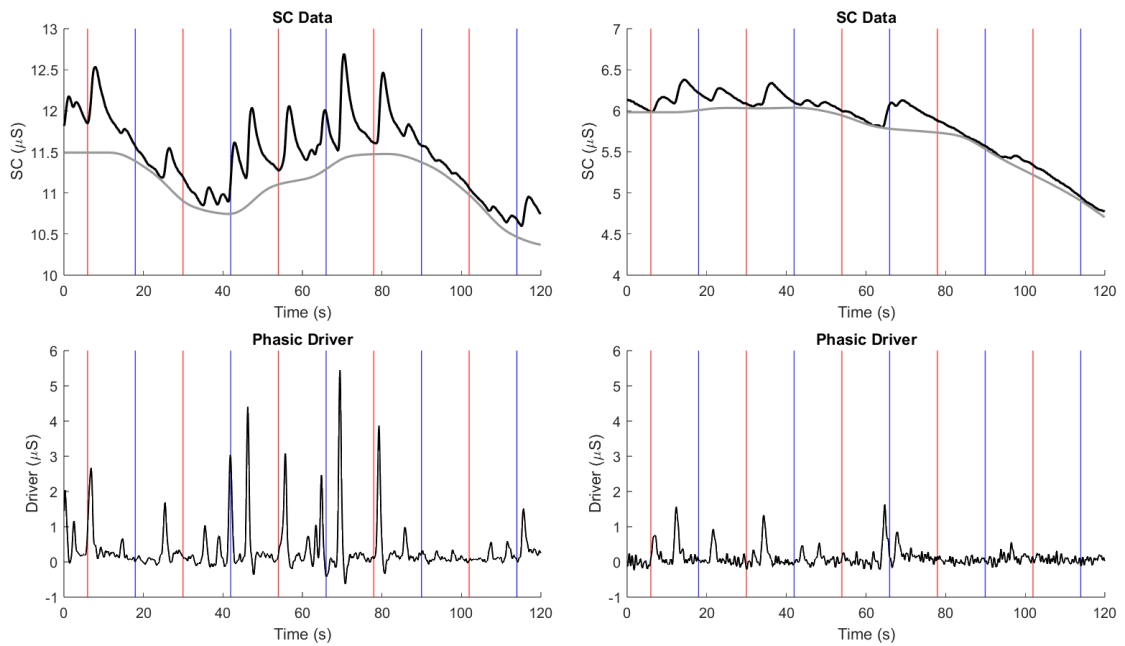 SC Data
13
12.5
12
11.5
11
10.5
10
SC (μS)
0 20 40 60 80 100 120
Time (s)
SC Data
7
6.5
6
5.5
5
4.5
4
SC (μS)
0 20 40 60 80 100 120
Time (s)
Phasic Driver
6
5
4
3
2
1
0
-1
Driver (μS)
0 20 40 60 80 100 120
Time (s)
Phasic Driver
6
5
4
3
2
1
0
-1
Driver (μS)
0 20 40 60 80 100 120
Time (s)